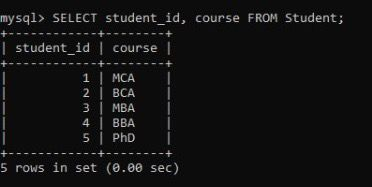 mysql> SELECT student_id, course FROM Student;
+------------+--------+
| student_id | course |
+------------+--------+
|          1 | MCA    |
|          2 | BCA    |
|          3 | MBA    |
|          4 | BBA    |
|          5 | PhD    |
+------------+--------+
5 rows in set (0.00 sec)